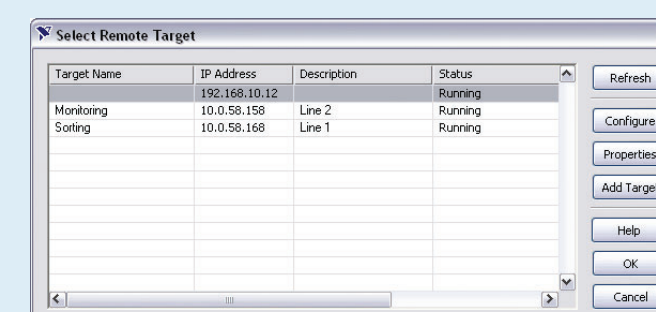 Select Remote Target
Target Name IP Address Description Status
192.168.10.12 Running
Monitoring 10.0.58.158 Line 2 Running
Sorting 10.0.58.168 Line 1 Running
Refresh
Configure
Properties
Add Target
Help
OK
Cancel